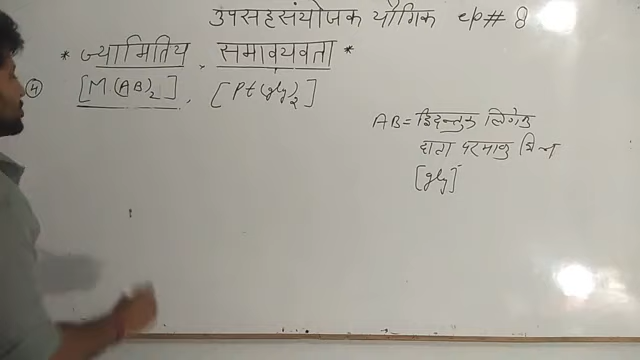 उपसहसंयोजक यौगिक ep# 8
* ज्यामितिय समावयवता *
④ [M(AB)₂], [Pt(gly)₂]
AB = द्विदन्तुक लिगेण्ड
दाता परमाणु भिन्न
[gly]⁻